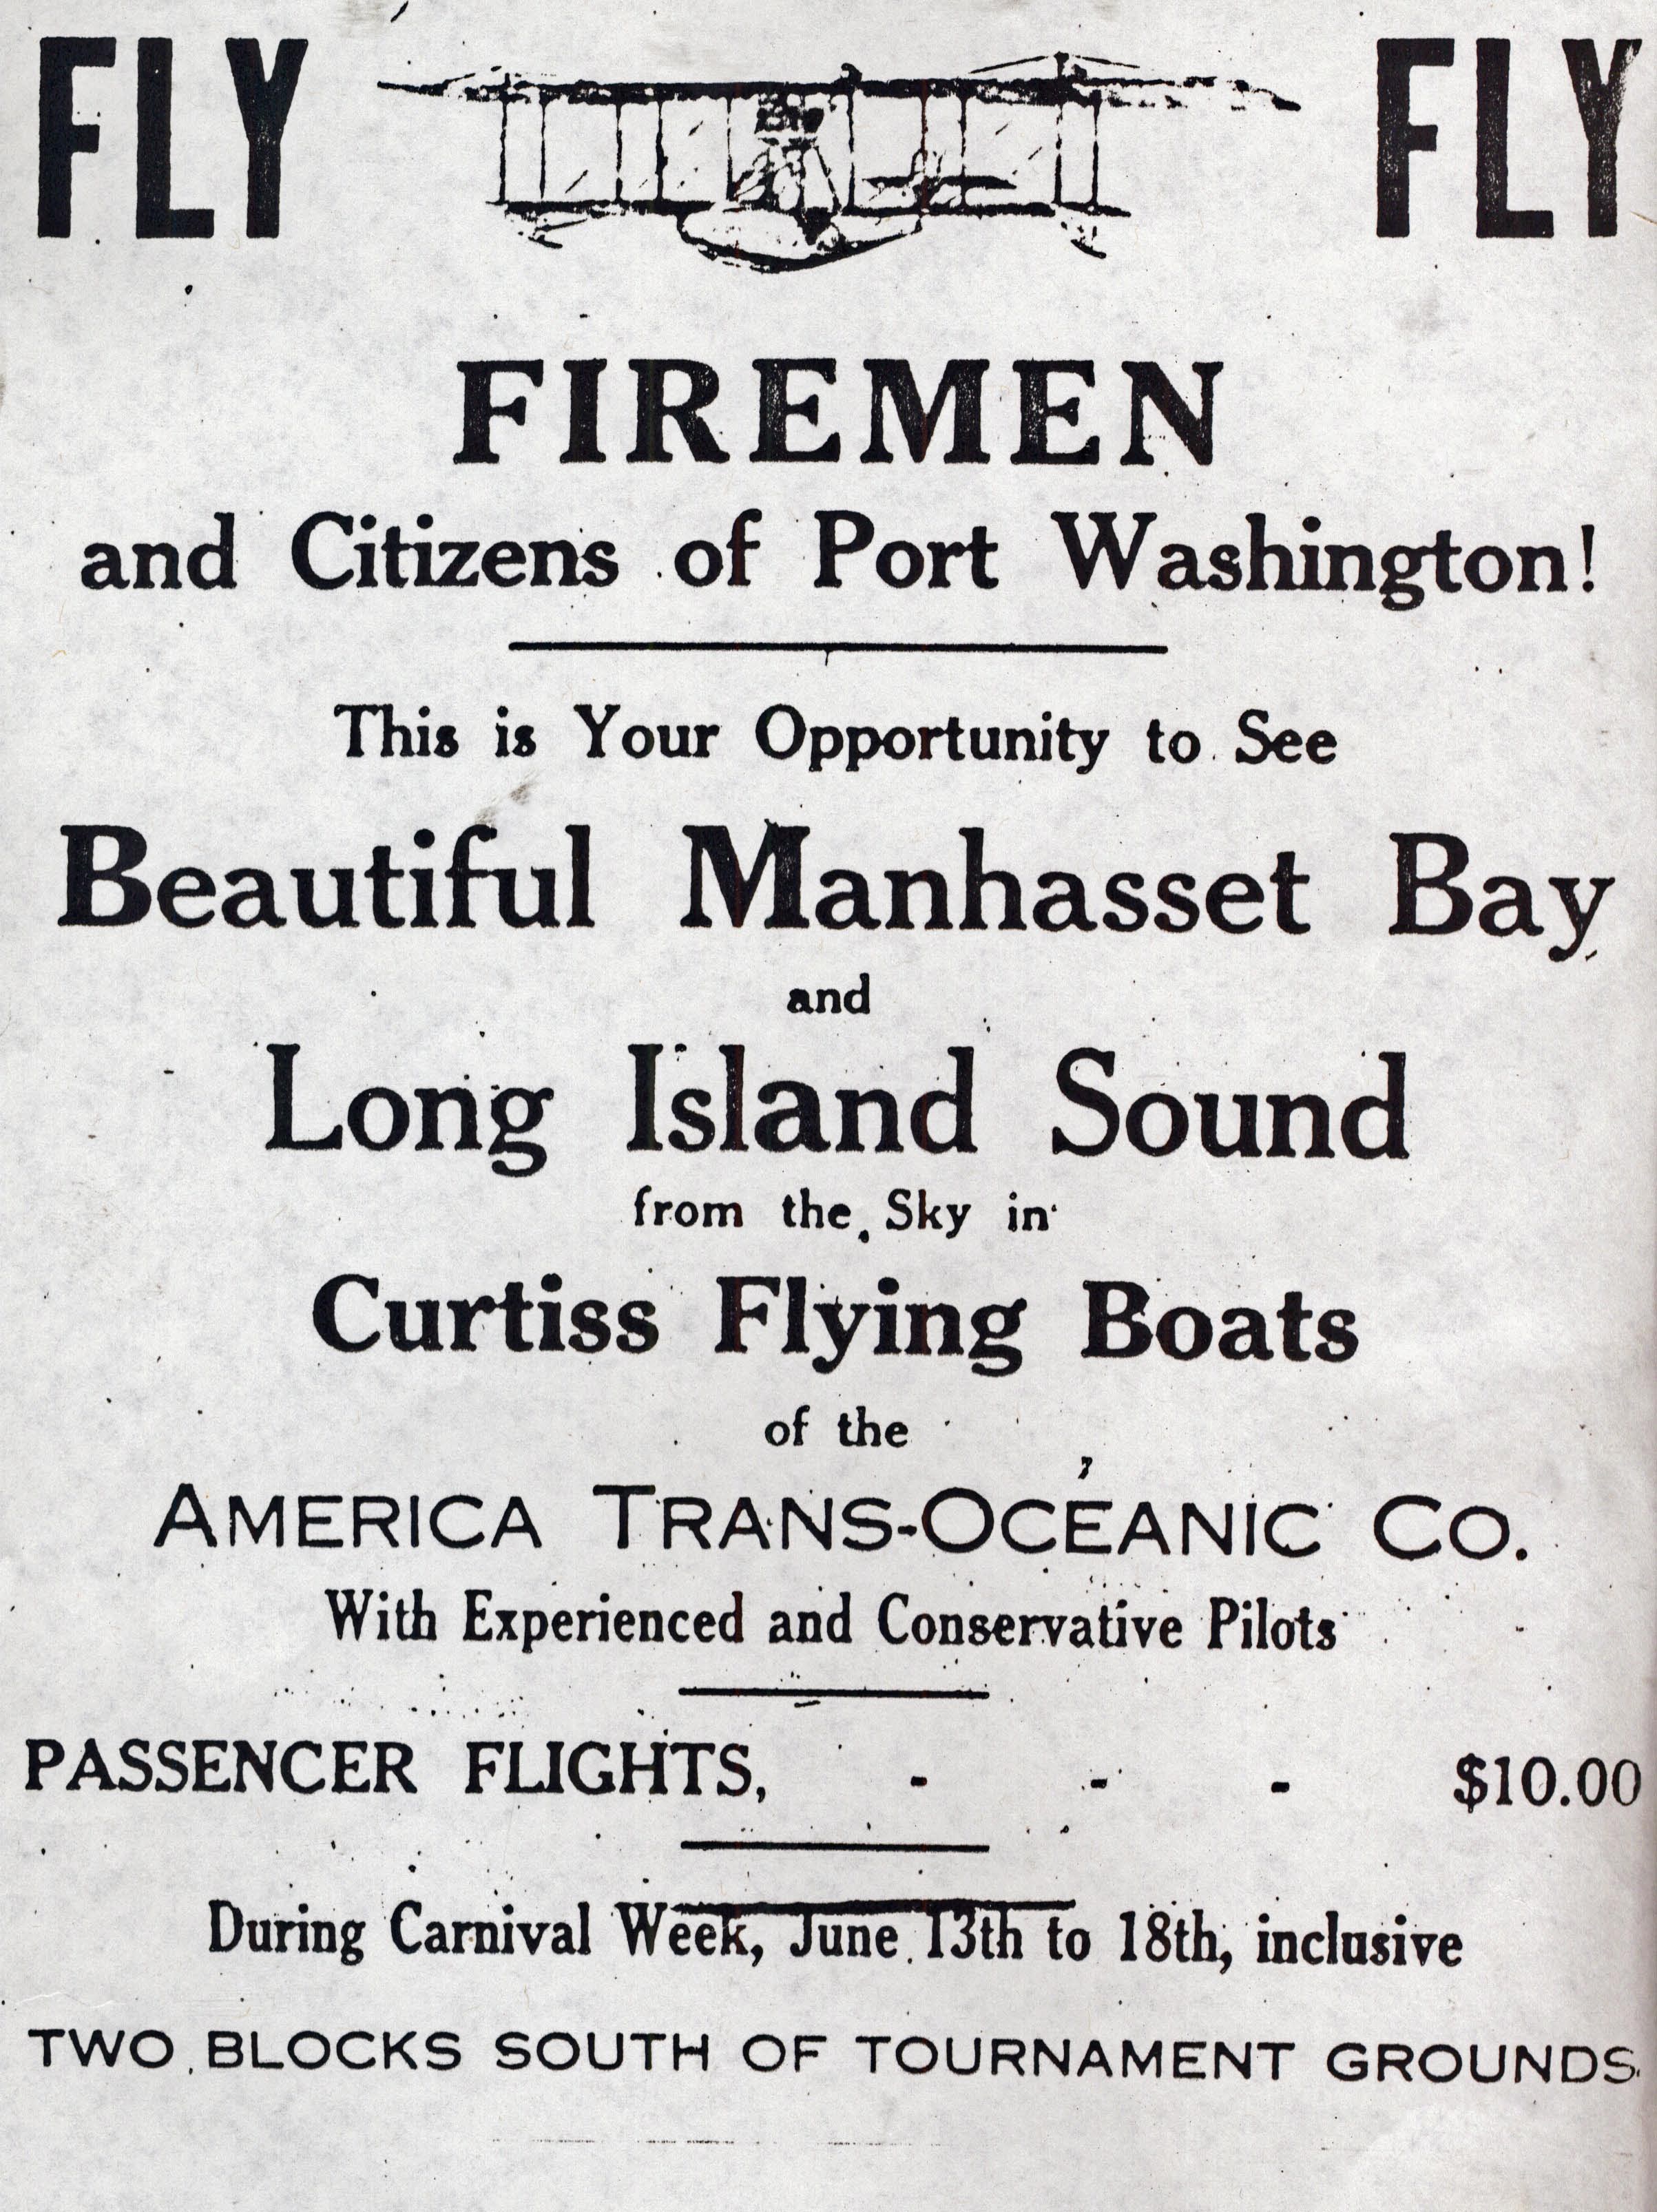 FLY FLY
FIREMEN
and Citizens of Port Washington!
This is Your Opportunity to See
Beautiful Manhasset Bay
and
Long Island Sound
from the Sky in
Curtiss Flying Boats
of the
AMERICA TRANS-OCEANIC CO.
With Experienced and Conservative Pilots
PASSENGER FLIGHTS, - - - $10.00
During Carnival Week, June 13th to 18th, inclusive
TWO BLOCKS SOUTH OF TOURNAMENT GROUNDS